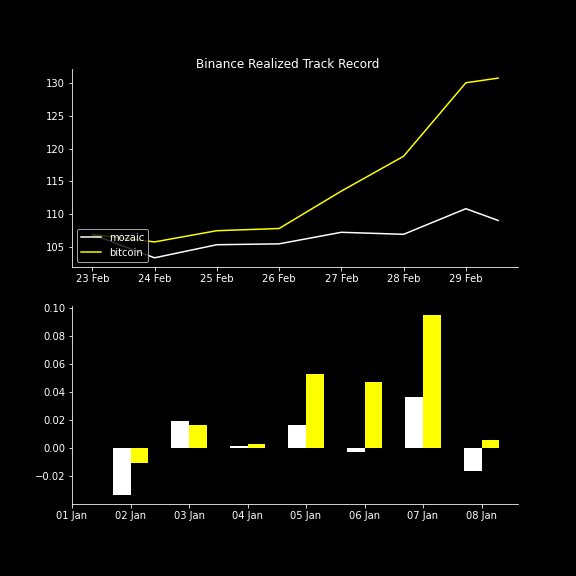 Binance Realized Track Record
130
125
120
115
110
105
mozaic
bitcoin
23 Feb 24 Feb 25 Feb 26 Feb 27 Feb 28 Feb 29 Feb
0.10
0.08
0.06
0.04
0.02
0.00
−0.02
01 Jan 02 Jan 03 Jan 04 Jan 05 Jan 06 Jan 07 Jan 08 Jan